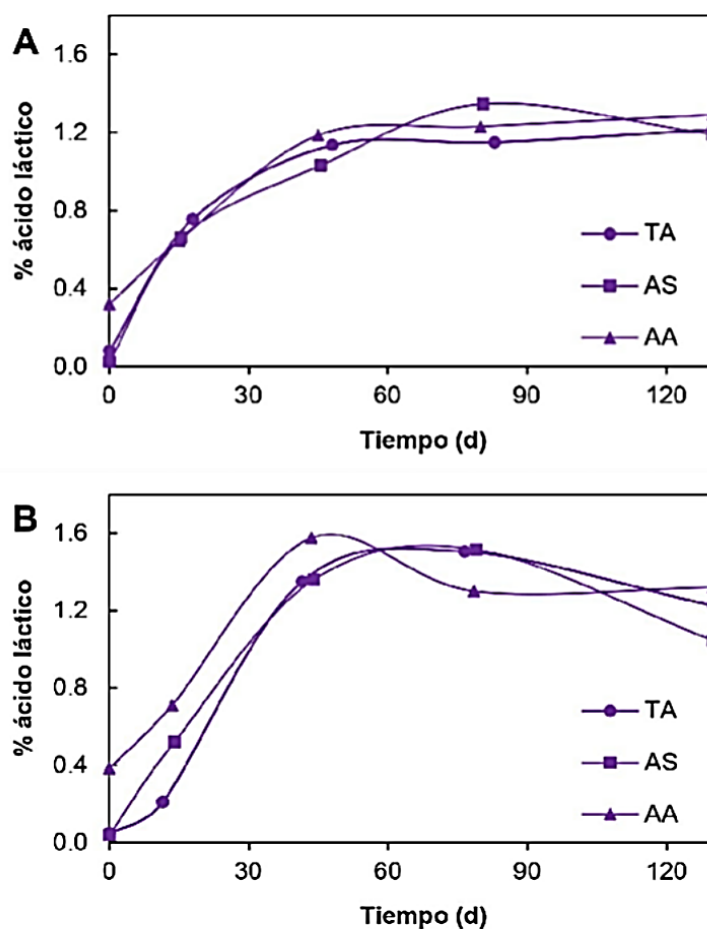 A
1.6
1.2
0.8
0.4
0.0
% ácido láctico
TA
AS
AA
0 30 60 90 120
Tiempo (d)
B
1.6
1.2
0.8
0.4
0.0
% ácido láctico
TA
AS
AA
0 30 60 90 120
Tiempo (d)